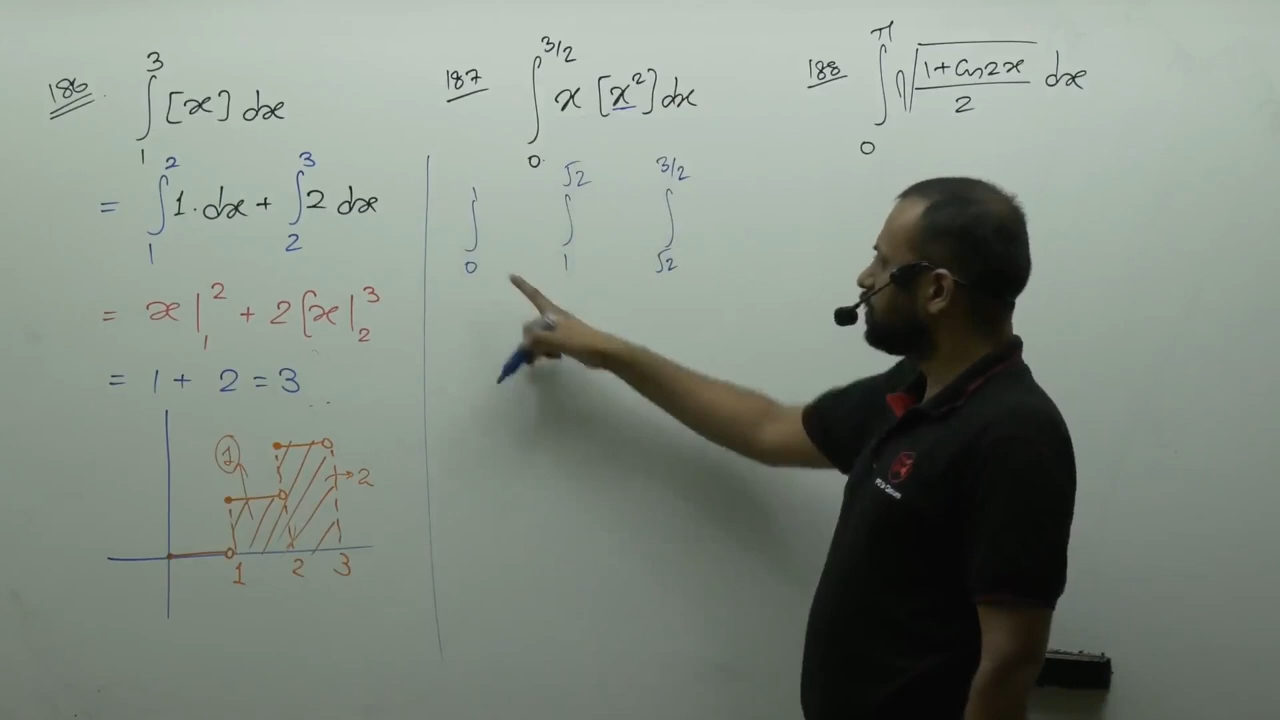 186. ∫₁³ [x] dx
= ∫₁² 1. dx + ∫₂³ 2 dx
= x|₁² + 2[x|₂³
= 1 + 2 = 3
1
2
1 2 3
187 ∫₀^{3/2} x [x²] dx
∫₀¹ ∫₁^{√2} ∫_{√2}^{3/2}
188 ∫₀^π √((1+Cos2x)/2) dx